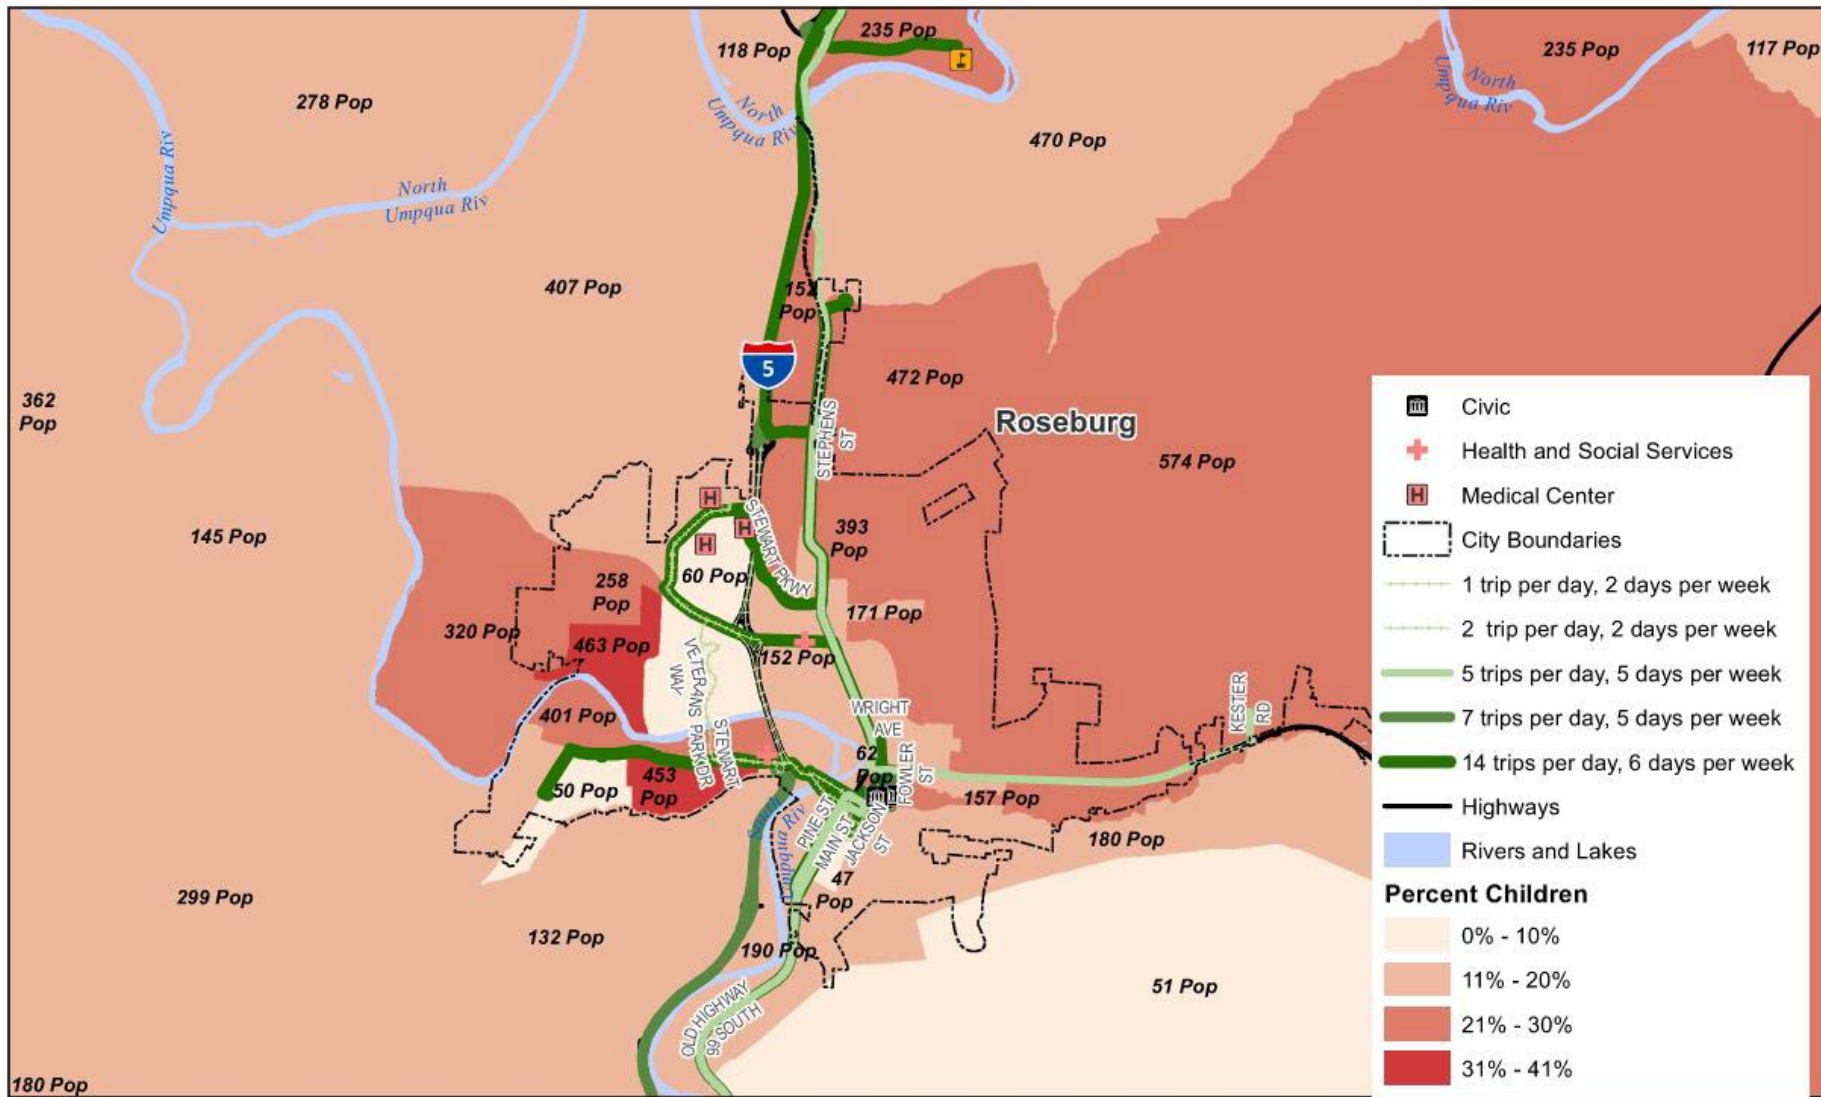 118 Pop
235 Pop
235 Pop
117 Pop
278 Pop
North
Umpqua Riv
North
Umpqua Riv
470 Pop
Umpqua Riv
North
Umpqua Riv
407 Pop
152
Pop
5
472 Pop
362
Pop
STEPHENS
ST
Roseburg
574 Pop
145 Pop
STEWART PKWY
393
Pop
60 Pop
258
Pop
171 Pop
320 Pop
463 Pop
152 Pop
VETERANS
WAY
PARK DR
STEWART
401 Pop
WRIGHT
AVE
KESTER
RD
62
Pop
FOWLER
ST
453
Pop
50 Pop
157 Pop
South
Umpqua Riv
PINE ST
MAIN ST
JACKSON
ST
180 Pop
47
Pop
299 Pop
132 Pop
190 Pop
51 Pop
OLD HIGHWAY
99 SOUTH
180 Pop
Civic
Health and Social Services
H Medical Center
City Boundaries
1 trip per day, 2 days per week
2 trip per day, 2 days per week
5 trips per day, 5 days per week
7 trips per day, 5 days per week
14 trips per day, 6 days per week
Highways
Rivers and Lakes
Percent Children
0% - 10%
11% - 20%
21% - 30%
31% - 41%